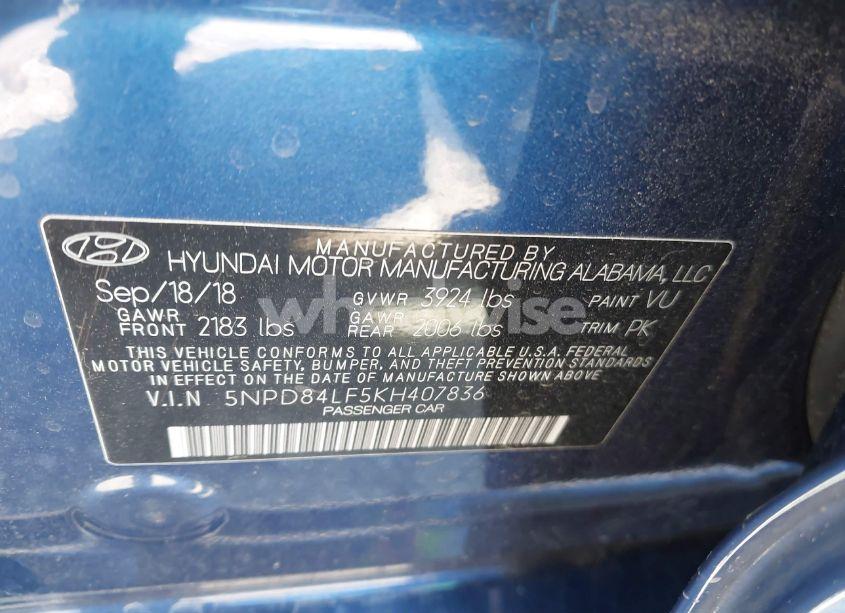 MANUFACTURED BY
HYUNDAI MOTOR MANUFACTURING ALABAMA, LLC
Sep/18/18 GVWR 3924 lbs PAINT VU
GAWR FRONT 2183 lbs GAWR REAR 2006 lbs TRIM PK
THIS VEHICLE CONFORMS TO ALL APPLICABLE U.S.A. FEDERAL
MOTOR VEHICLE SAFETY, BUMPER, AND THEFT PREVENTION STANDARDS
IN EFFECT ON THE DATE OF MANUFACTURE SHOWN ABOVE
V.I.N 5NPD84LF5KH407836
PASSENGER CAR